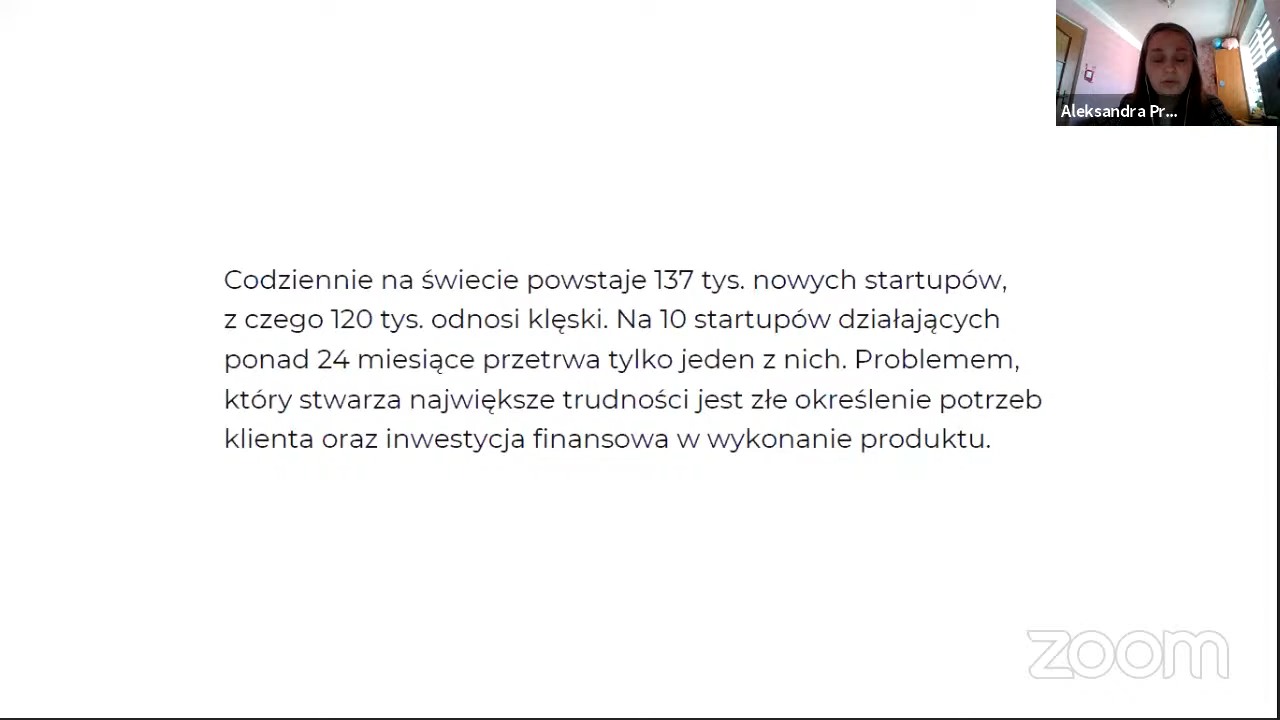 Aleksandra Pr...
Codziennie na świecie powstaje 137 tys. nowych startupów,
z czego 120 tys. odnosi klęski. Na 10 startupów działających
ponad 24 miesiące przetrwa tylko jeden z nich. Problemem,
który stwarza największe trudności jest złe określenie potrzeb
klienta oraz inwestycja finansowa w wykonanie produktu.
zoom